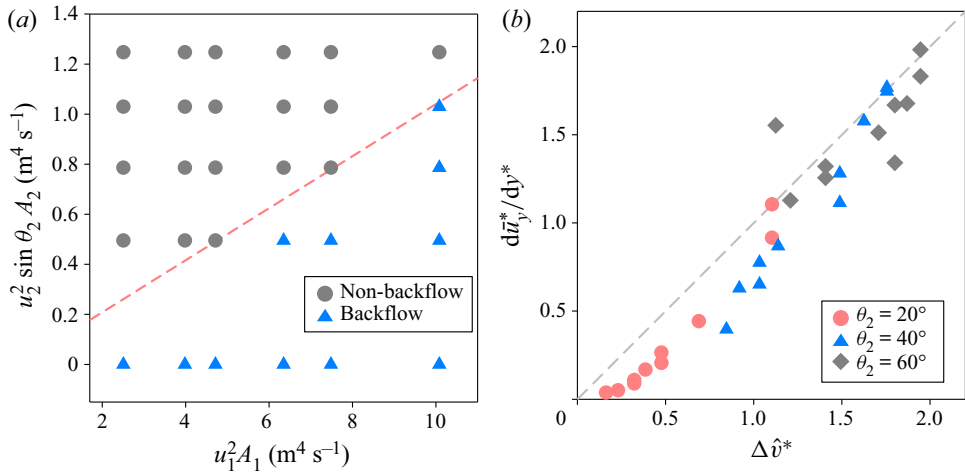 (a)
1.4
1.2
1.0
0.8
0.6
0.4
0.2
0
u₂² sin θ₂ A₂ (m⁴ s⁻¹)
Non-backflow
Backflow
2 4 6 8 10
u₁²A₁ (m⁴ s⁻¹)
(b)
2.0
1.5
1.0
0.5
dū*y/dy*
θ₂ = 20°
θ₂ = 40°
θ₂ = 60°
0 0.5 1.0 1.5 2.0
Δv̂*